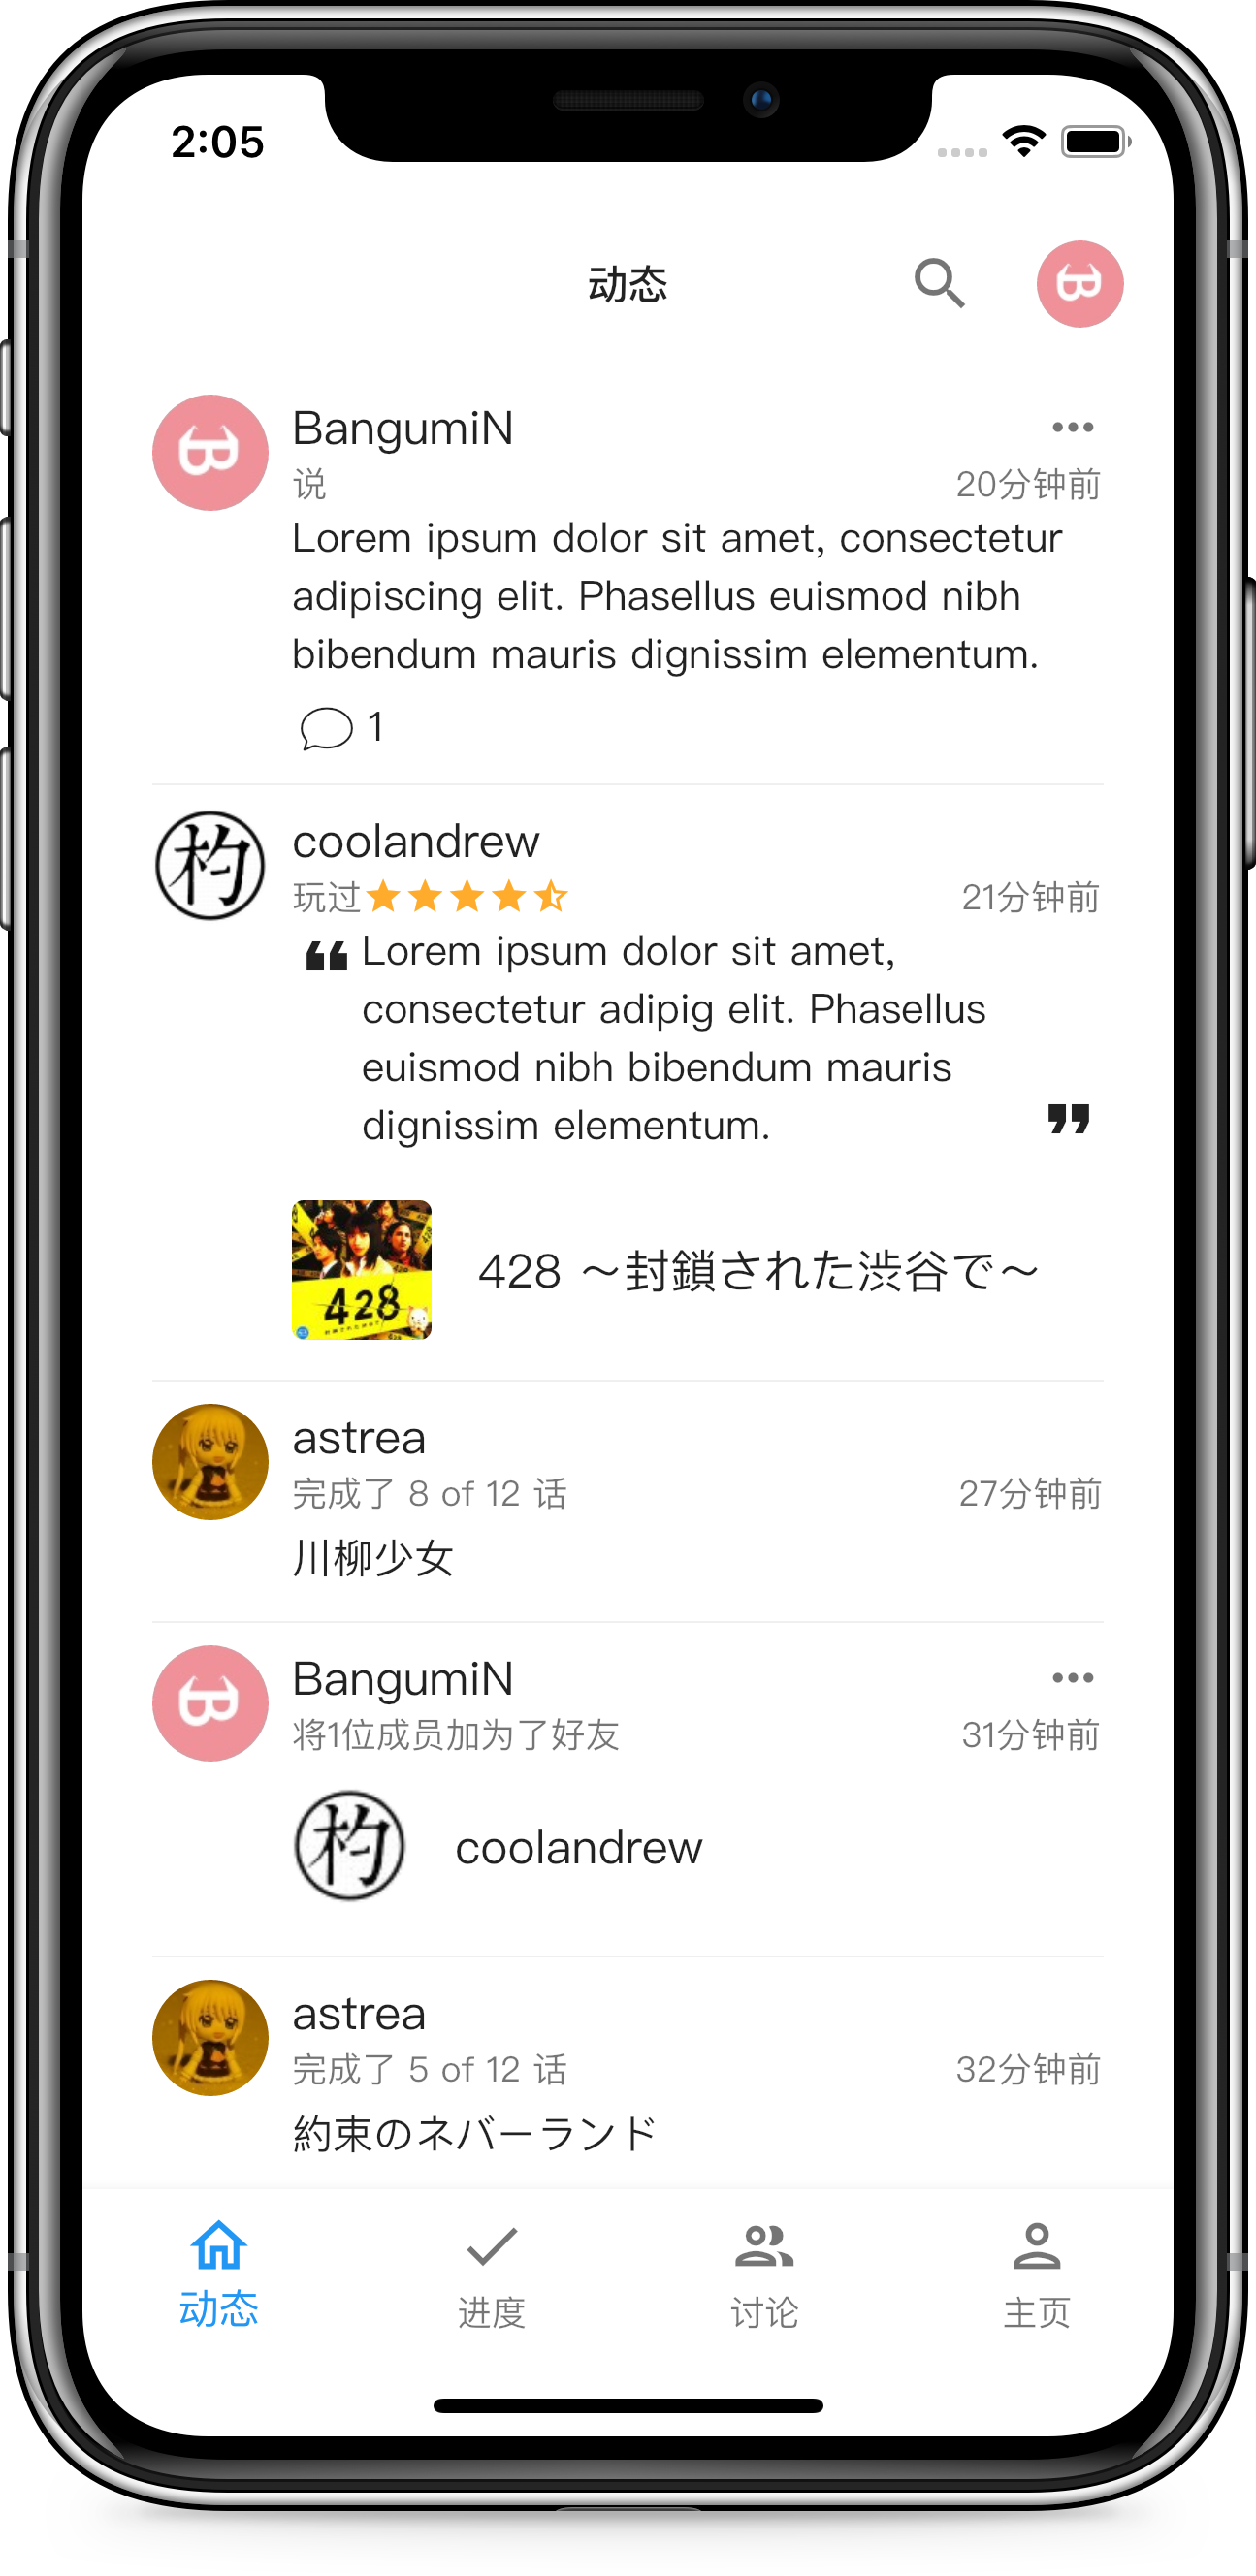 2:05
动态
BangumiN
说
20分钟前
Lorem ipsum dolor sit amet, consectetur
adipiscing elit. Phasellus euismod nibh
bibendum mauris dignissim elementum.
1
杓
coolandrew
玩过
21分钟前
“ Lorem ipsum dolor sit amet,
consectetur adipig elit. Phasellus
euismod nibh bibendum mauris
dignissim elementum. ”
428
428 ～封鎖された渋谷で～
astrea
完成了 8 of 12 话
27分钟前
川柳少女
BangumiN
将1位成员加为了好友
31分钟前
杓
coolandrew
astrea
完成了 5 of 12 话
32分钟前
約束のネバーランド
动态
进度
讨论
主页